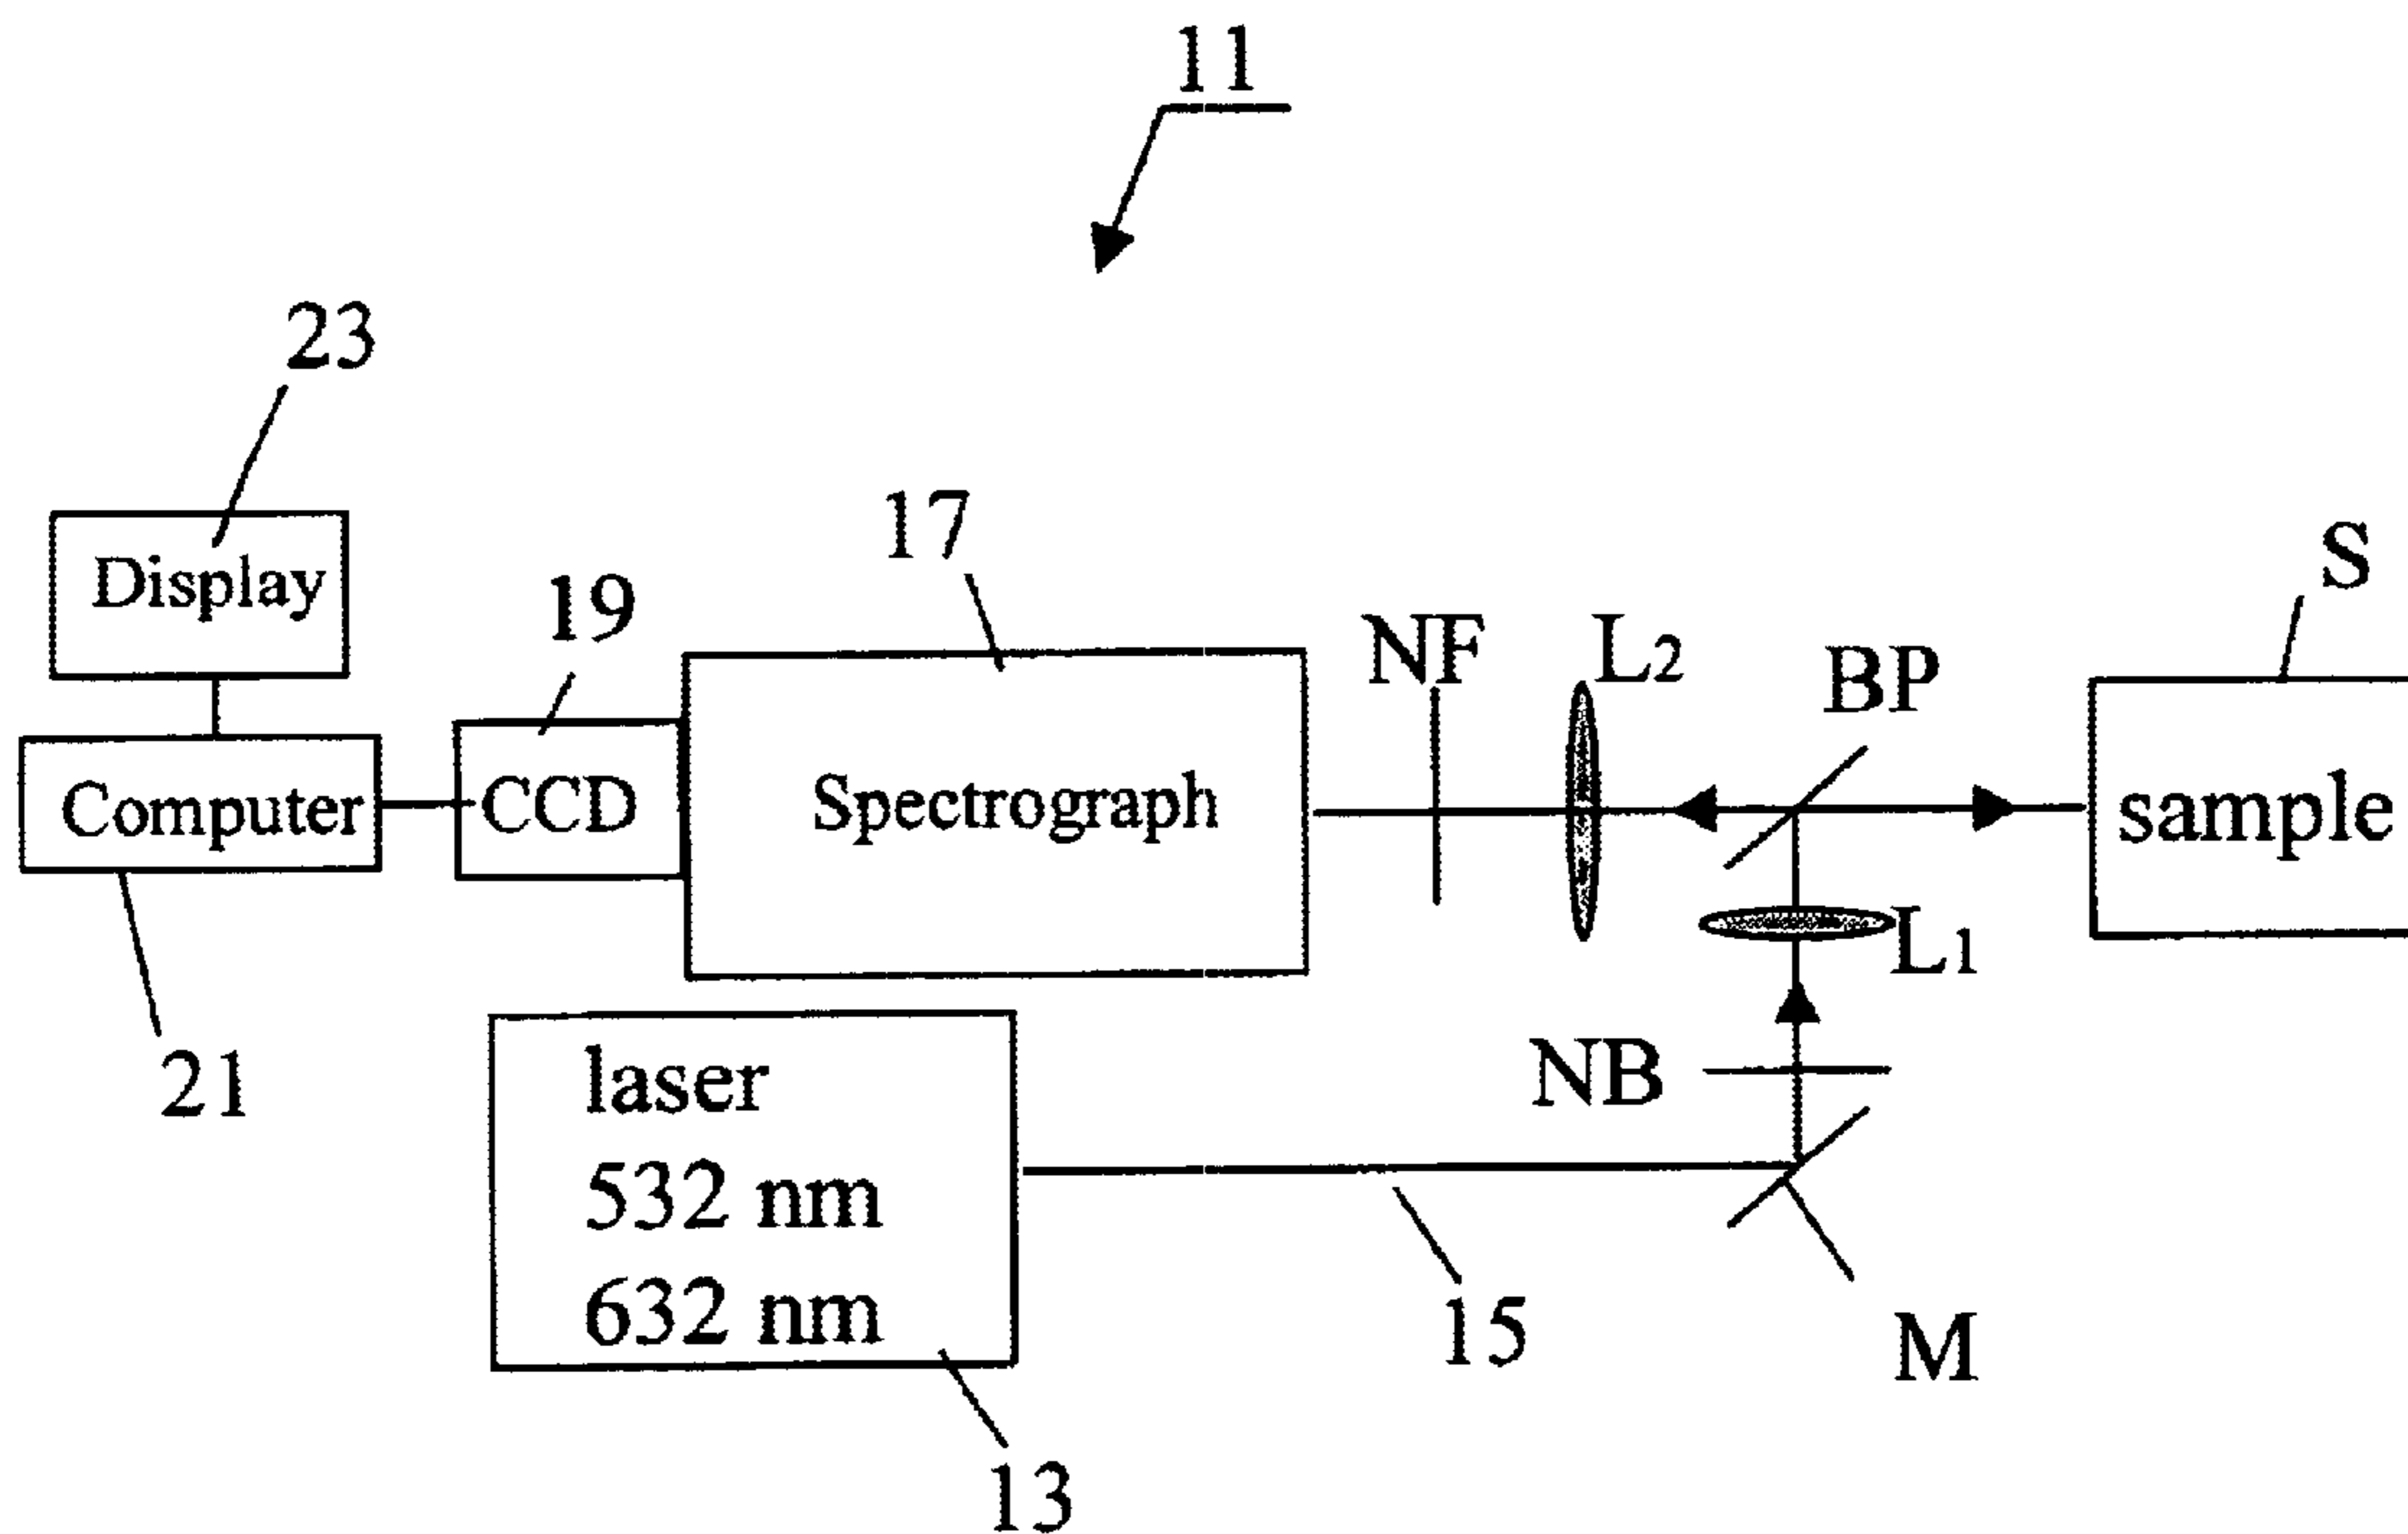 11
23
Display
17
19
NF
L2
BP
S
Computer
CCD
Spectrograph
sample
L1
21
NB
laser
532 nm
632 nm
15
M
13